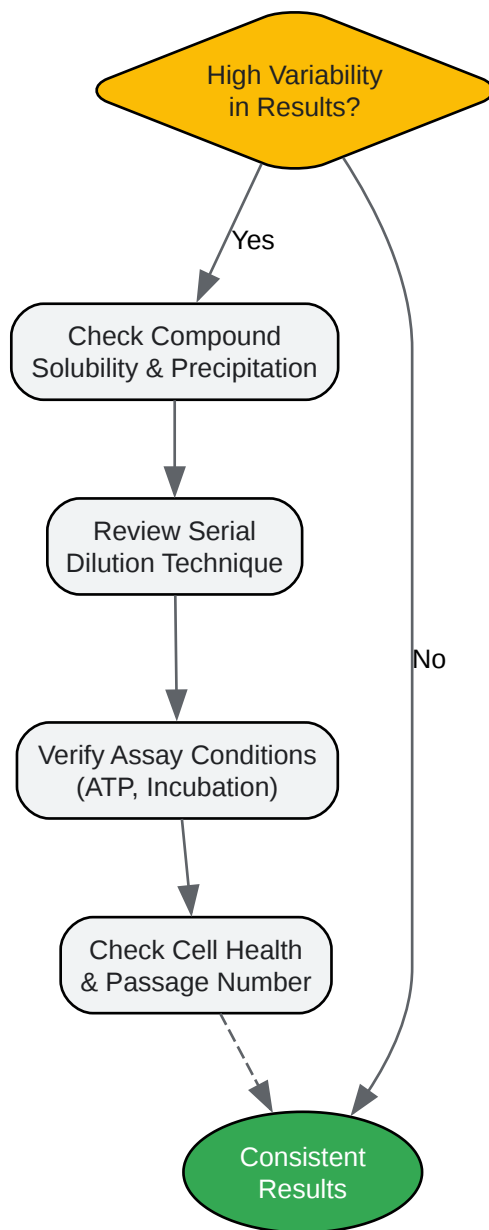 High Variability
in Results?
Yes
Check Compound
Solubility & Precipitation
Review Serial
Dilution Technique
No
Verify Assay Conditions
(ATP, Incubation)
Check Cell Health
& Passage Number
Consistent
Results